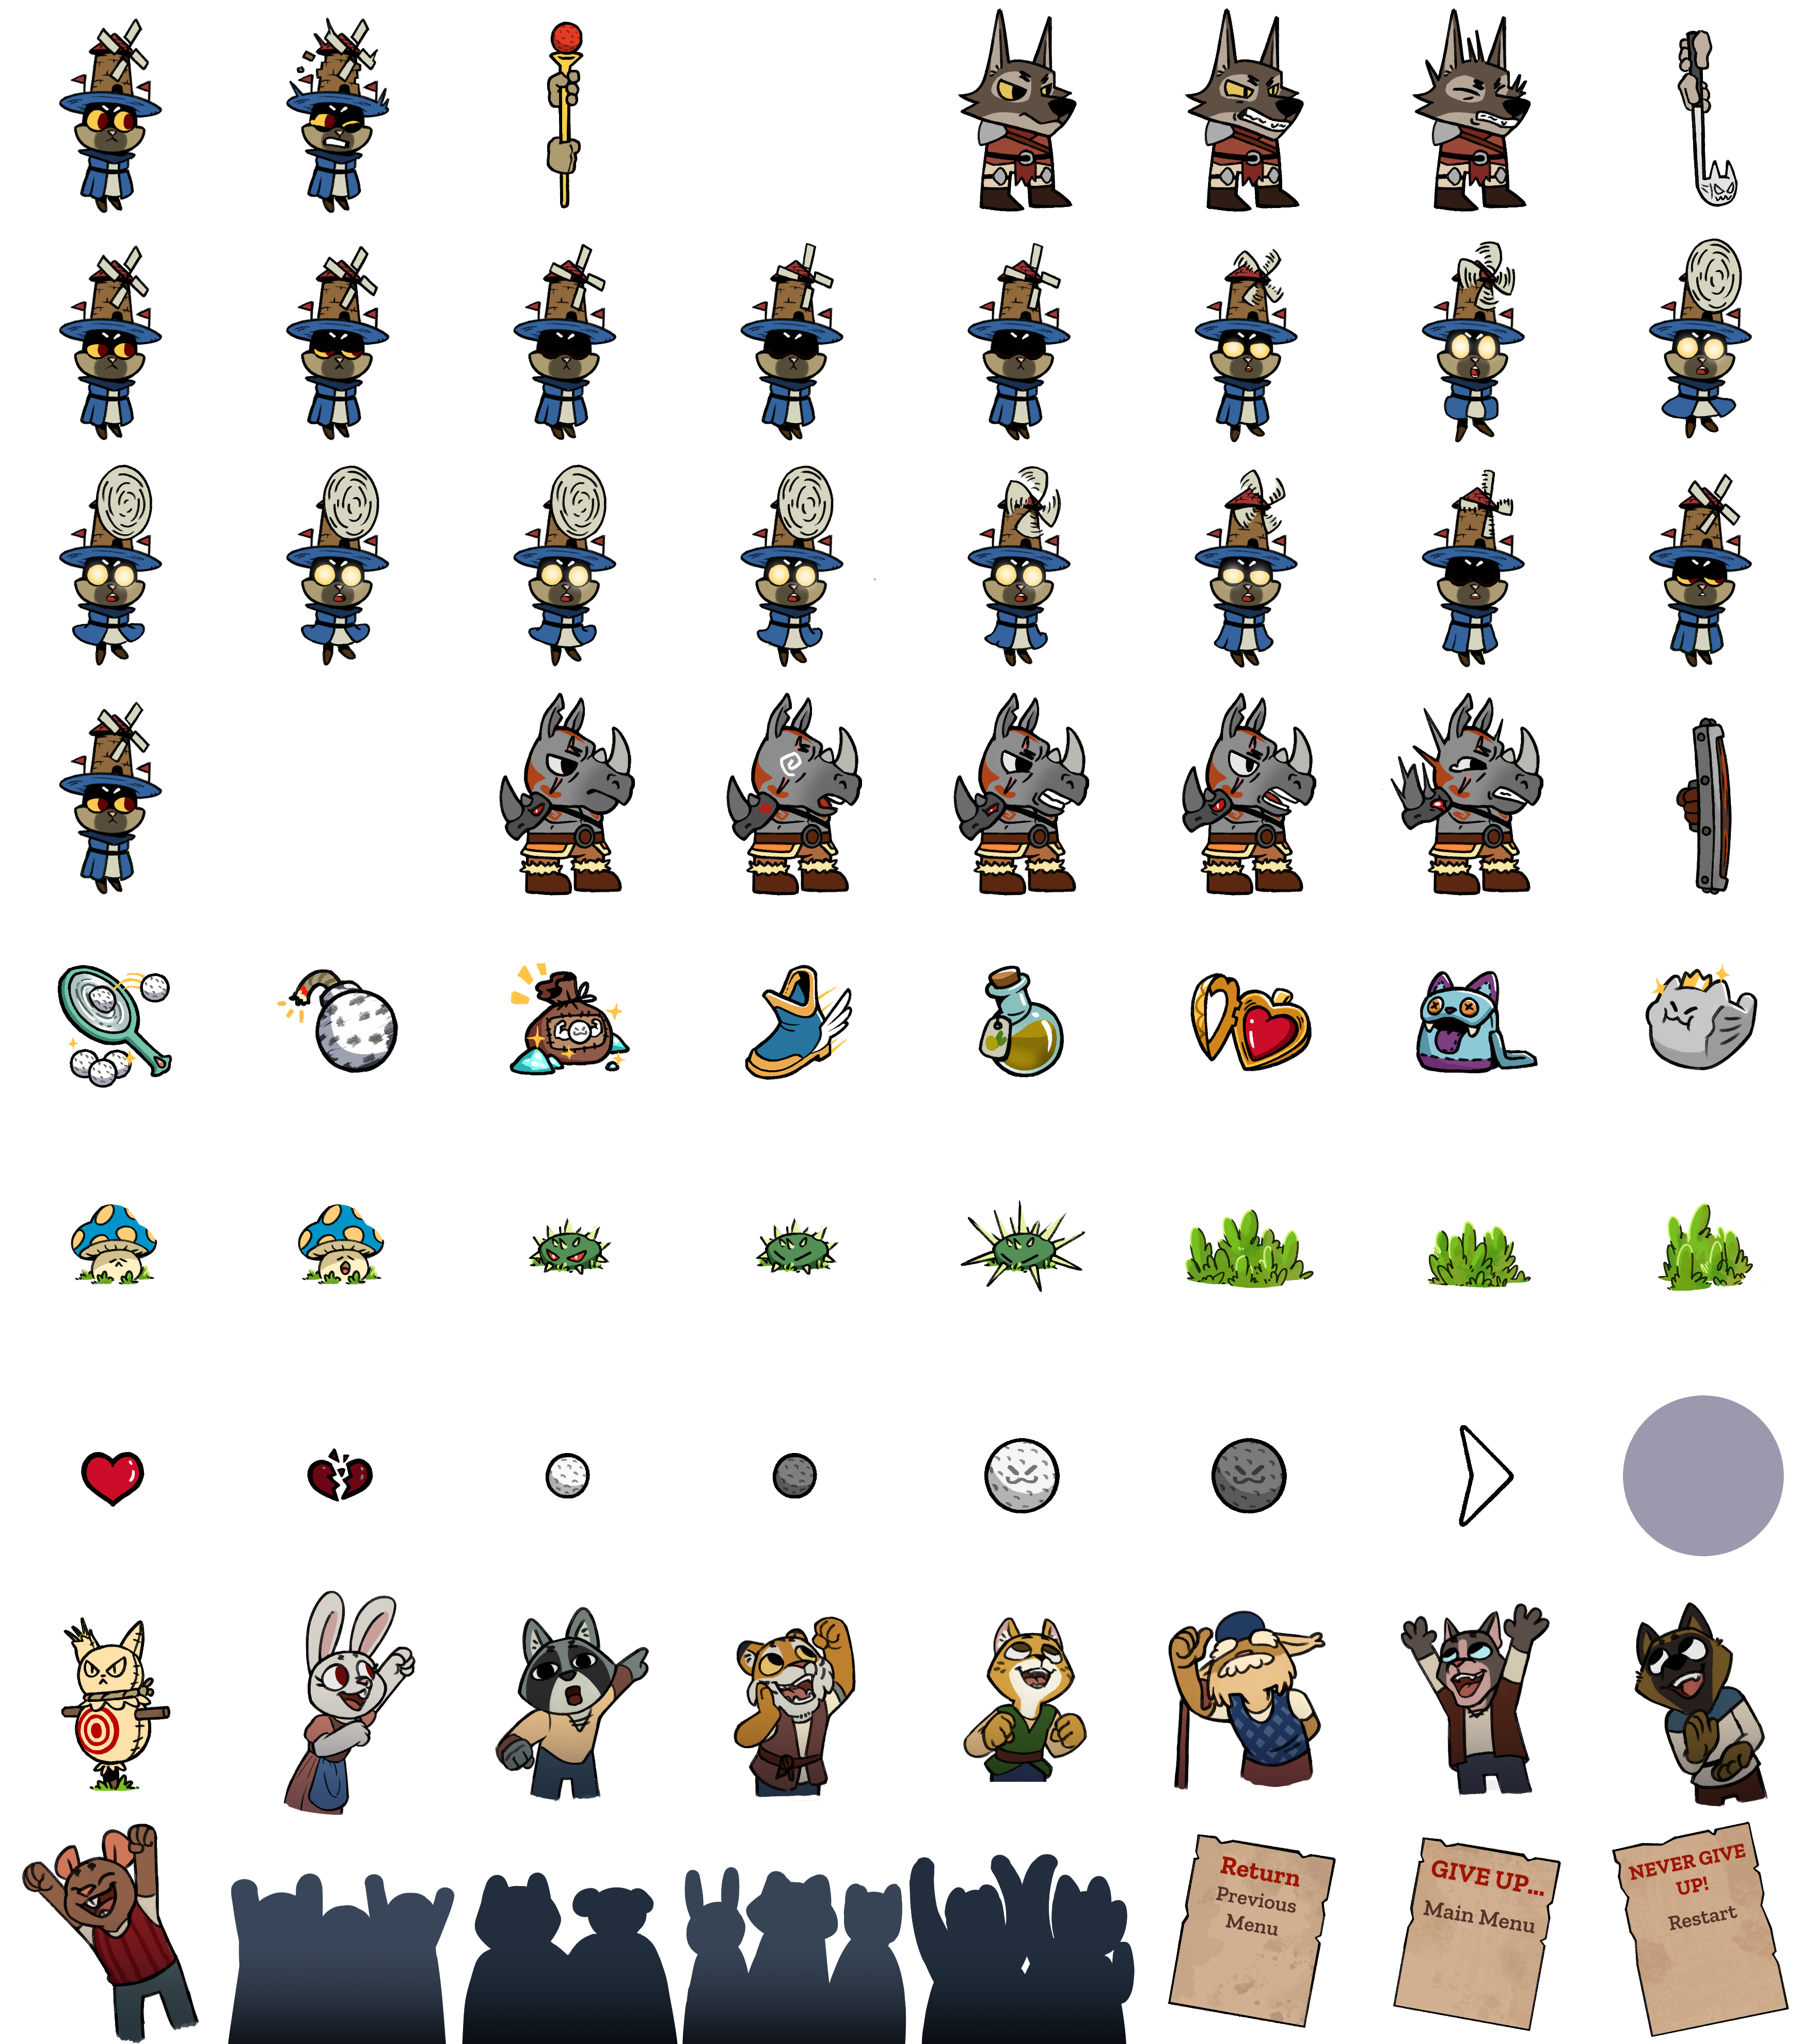 Return
Previous
Menu
GIVE UP...
Main Menu
NEVER GIVE
UP!
Restart